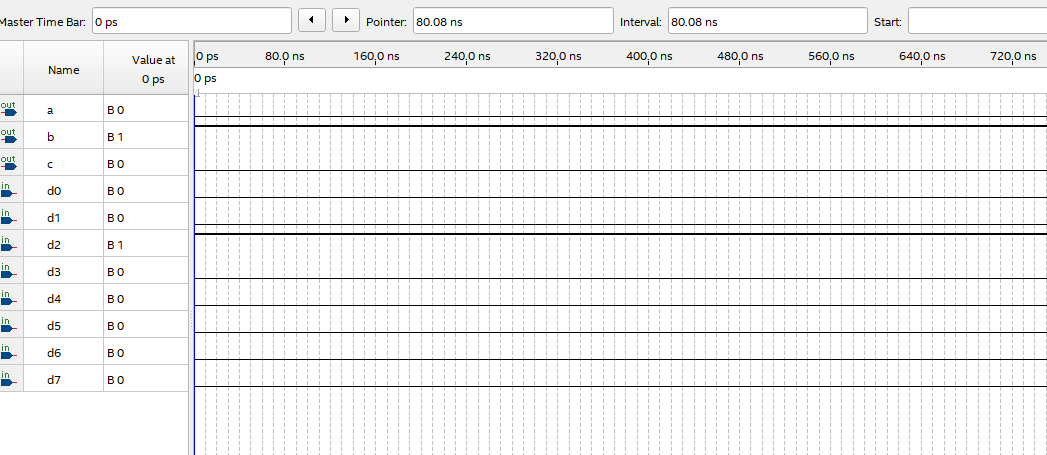 Master Time Bar: 0 ps Pointer: 80.08 ns Interval: 80.08 ns Start:
Name Value at 0 ps
0 ps 80.0 ns 160.0 ns 240.0 ns 320.0 ns 400.0 ns 480.0 ns 560.0 ns 640.0 ns 720.0 ns
0 ps
out a B 0
out b B 1
out c B 0
in d0 B 0
in d1 B 0
in d2 B 1
in d3 B 0
in d4 B 0
in d5 B 0
in d6 B 0
in d7 B 0